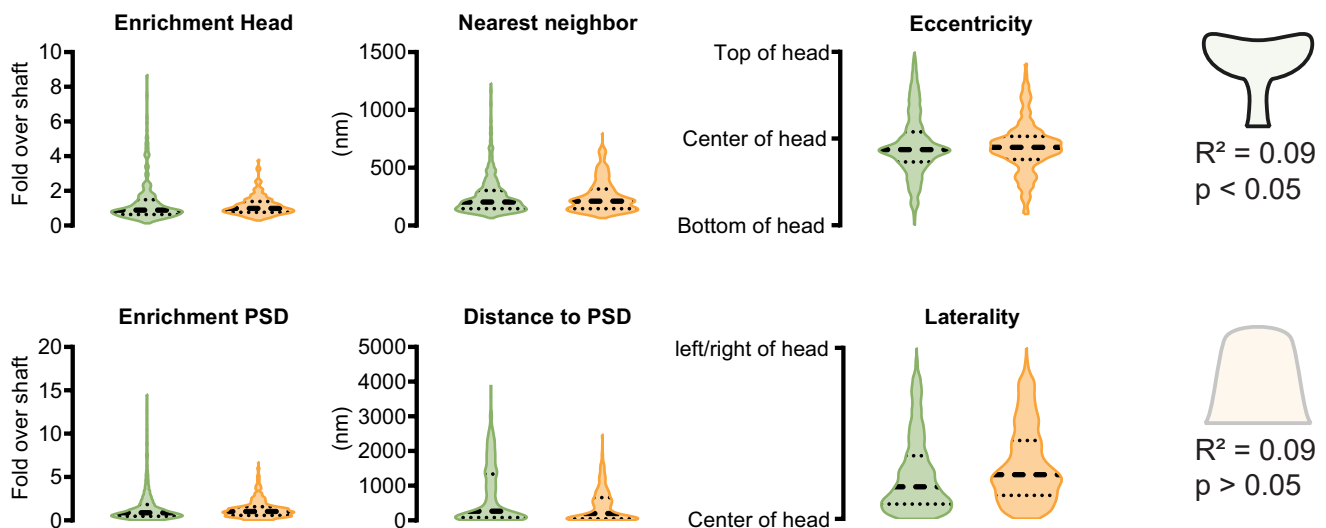 Enrichment Head
Fold over shaft
10
8
6
4
2
0
Nearest neighbor
(nm)
1500
1000
500
0
Eccentricity
Top of head
Center of head
Bottom of head
R² = 0.09
p < 0.05
Enrichment PSD
Fold over shaft
20
15
10
5
0
Distance to PSD
(nm)
5000
4000
3000
2000
1000
0
Laterality
left/right of head
Center of head
R² = 0.09
p > 0.05